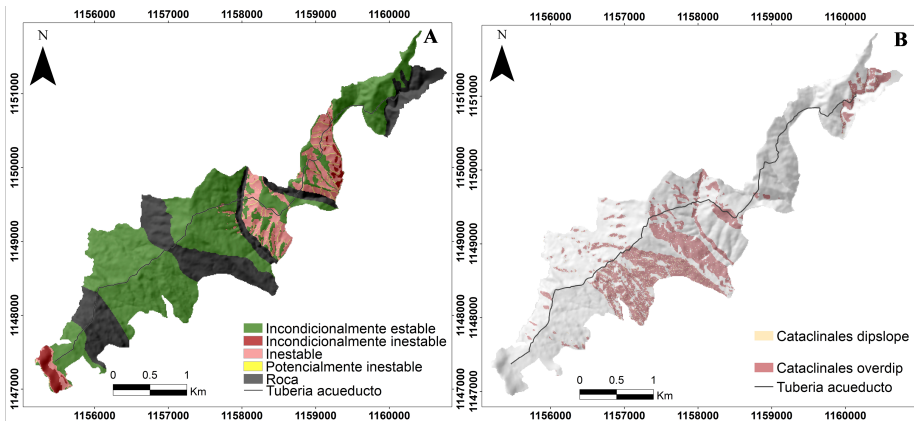 1156000 1157000 1158000 1159000 1160000
A
N
1151000
1150000
1149000
1148000
1147000
Incondicionalmente estable
Incondicionalmente inestable
Inestable
Potencialmente inestable
Roca
Tuberia acueducto
0 0.5 1
Km
1156000 1157000 1158000 1159000 1160000
1156000 1157000 1158000 1159000 1160000
B
N
1151000
1150000
1149000
1148000
1147000
Cataclinales dipslope
Cataclinales overdip
Tuberia acueducto
0 0.5 1
Km
1156000 1157000 1158000 1159000 1160000